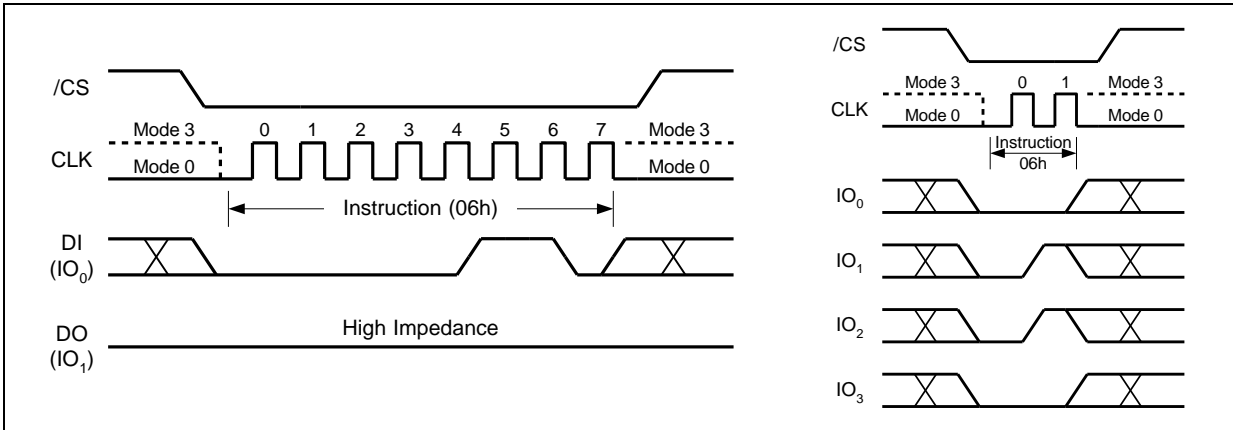 /CS
Mode 3 0 1 2 3 4 5 6 7 Mode 3
CLK
Mode 0 Mode 0
Instruction (06h)
DI
(IO0)
High Impedance
DO
(IO1)
/CS
Mode 3 0 1 Mode 3
CLK
Mode 0 Mode 0
Instruction
06h
IO0
IO1
IO2
IO3